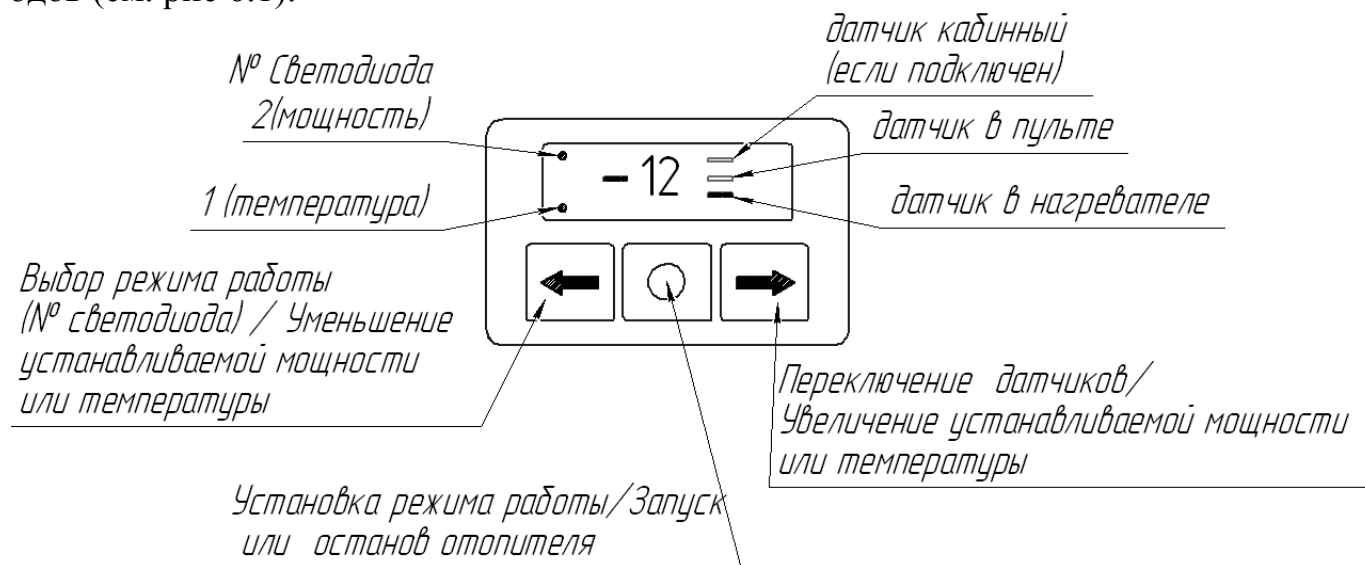 одов (см. рис 6.1).
№ Светодиода
2(мощность)
1 (температура)
датчик кабинный
(если подключен)
датчик в пульте
датчик в нагревателе
- 12
Выбор режима работы
(№ светодиода) / Уменьшение
устанавливаемой мощности
или температуры
Переключение датчиков/
Увеличение устанавливаемой мощности
или температуры
Установка режима работы/Запуск
или останов отопителя